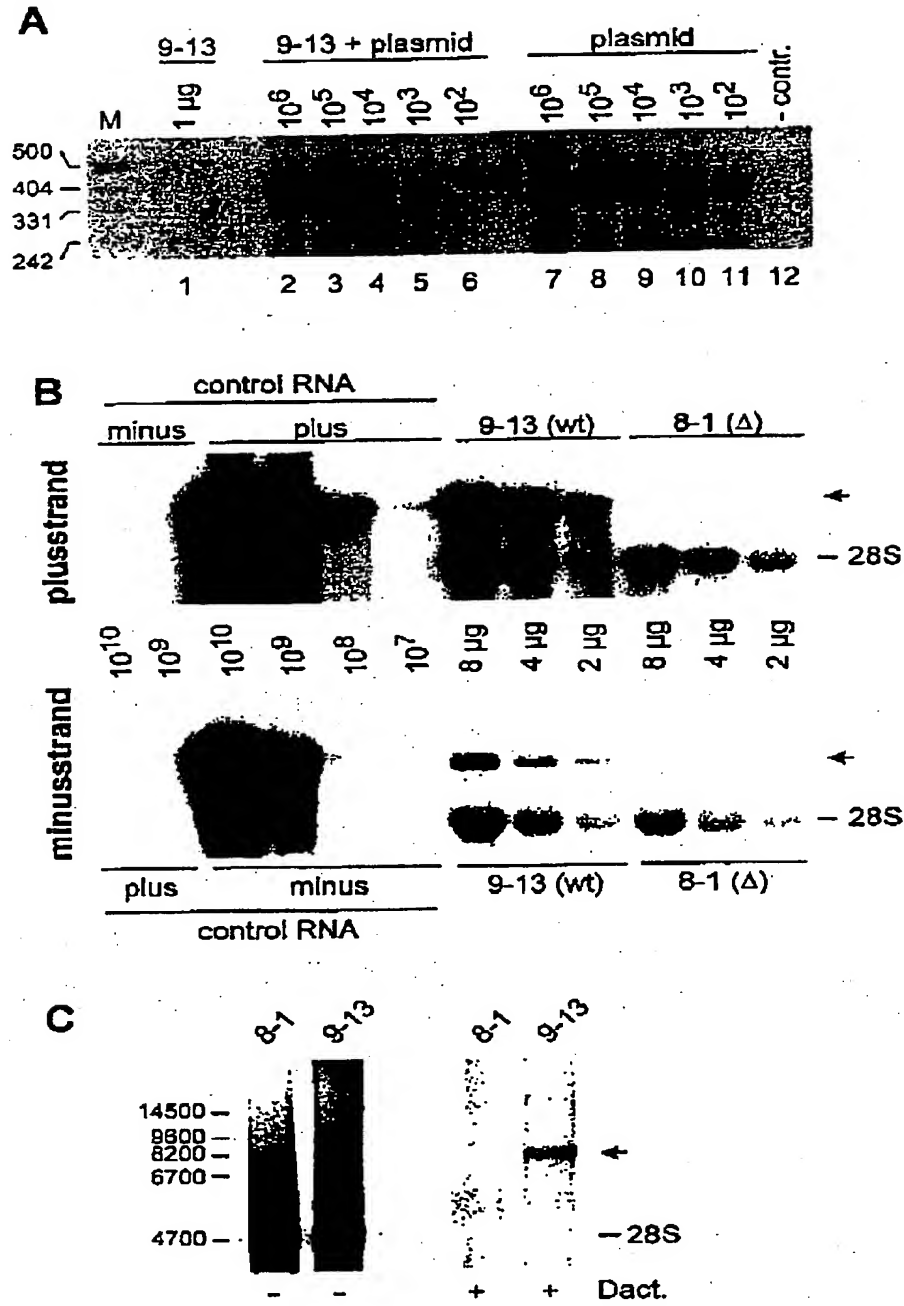 A
9-13
9-13 + plasmid
plasmid
M
1 µg
10⁶
10⁵
10⁴
10³
10²
10⁶
10⁵
10⁴
10³
10²
- contr.
500
404
331
242
1 2 3 4 5 6 7 8 9 10 11 12
B
control RNA
minus
plus
9-13 (wt)
8-1 (Δ)
plusstrand
28S
10¹⁰
10⁹
10¹⁰
10⁹
10⁸
10⁷
8 µg
4 µg
2 µg
8 µg
4 µg
2 µg
minusstrand
28S
plus
minus
9-13 (wt)
8-1 (Δ)
control RNA
C
8-1
9-13
8-1
9-13
14500
9600
8200
6700
4700
28S
- - + + Dact.